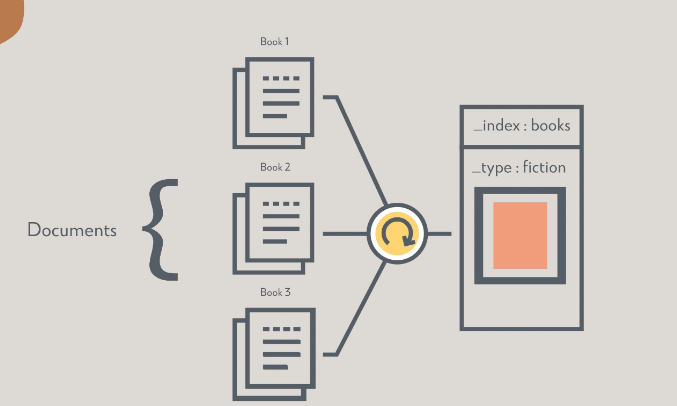 Book 1
Book 2
Documents
Book 3
_index : books
_type : fiction